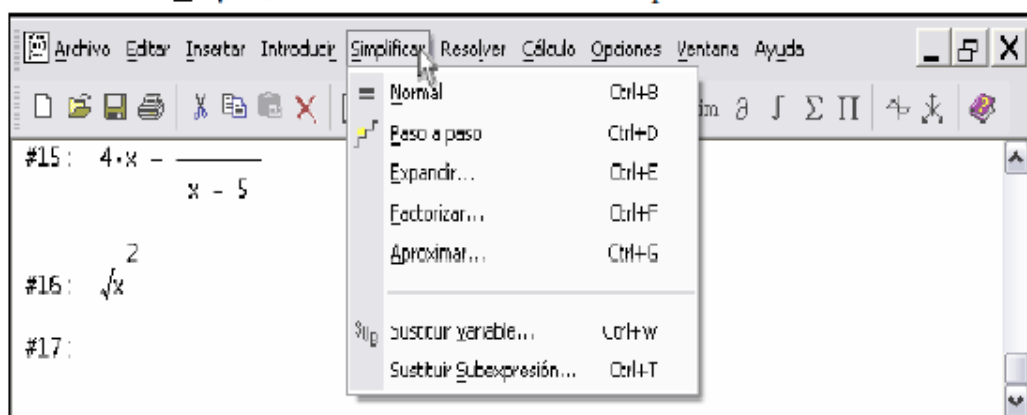 Archivo Editar Insertar Introducir Simplificar Resolver Cálculo Opciones Ventana Ayuda
Normal Ctrl+B
Paso a paso Ctrl+D
Expandir... Ctrl+E
Factorizar... Ctrl+F
Aproximar... Ctrl+G
SUB Sustituir Variable... Ctrl+W
Sustituir Subexpresión... Ctrl+T
∂ ∫ Σ Π
#15: 4·x - ———
x - 5
2
#16: √x
#17: